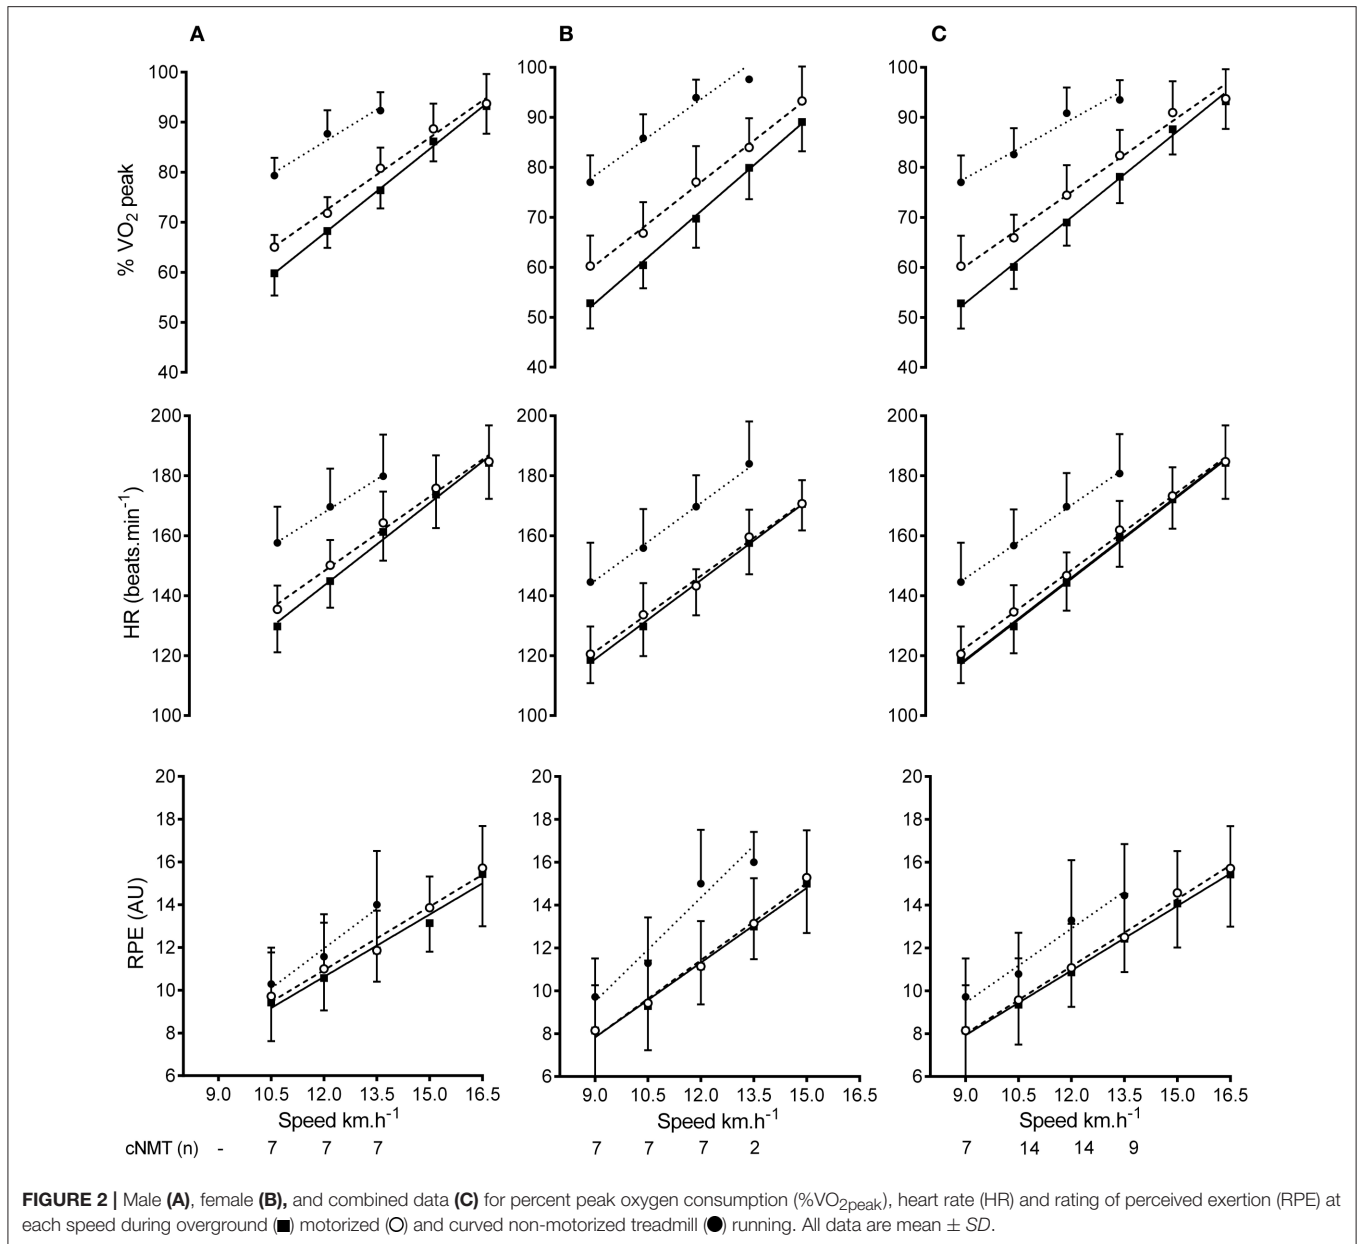 A B C
100 100 100
90 90 90
80 80 80
70 70 70
60 60 60
50 50 50
40 40 40
% VO2 peak
200 200 200
180 180 180
160 160 160
140 140 140
120 120 120
100 100 100
HR (beats.min-1)
20 20 20
18 18 18
16 16 16
14 14 14
12 12 12
10 10 10
8 8 8
6 6 6
RPE (AU)
9.0 10.5 12.0 13.5 15.0 16.5 9.0 10.5 12.0 13.5 15.0 16.5 9.0 10.5 12.0 13.5 15.0 16.5
Speed km.h-1 Speed km.h-1 Speed km.h-1
cNMT (n) - 7 7 7 7 7 7 2 7 14 14 9
FIGURE 2 | Male (A), female (B), and combined data (C) for percent peak oxygen consumption (%VO2peak), heart rate (HR) and rating of perceived exertion (RPE) at
each speed during overground (■) motorized (○) and curved non-motorized treadmill (●) running. All data are mean ± SD.